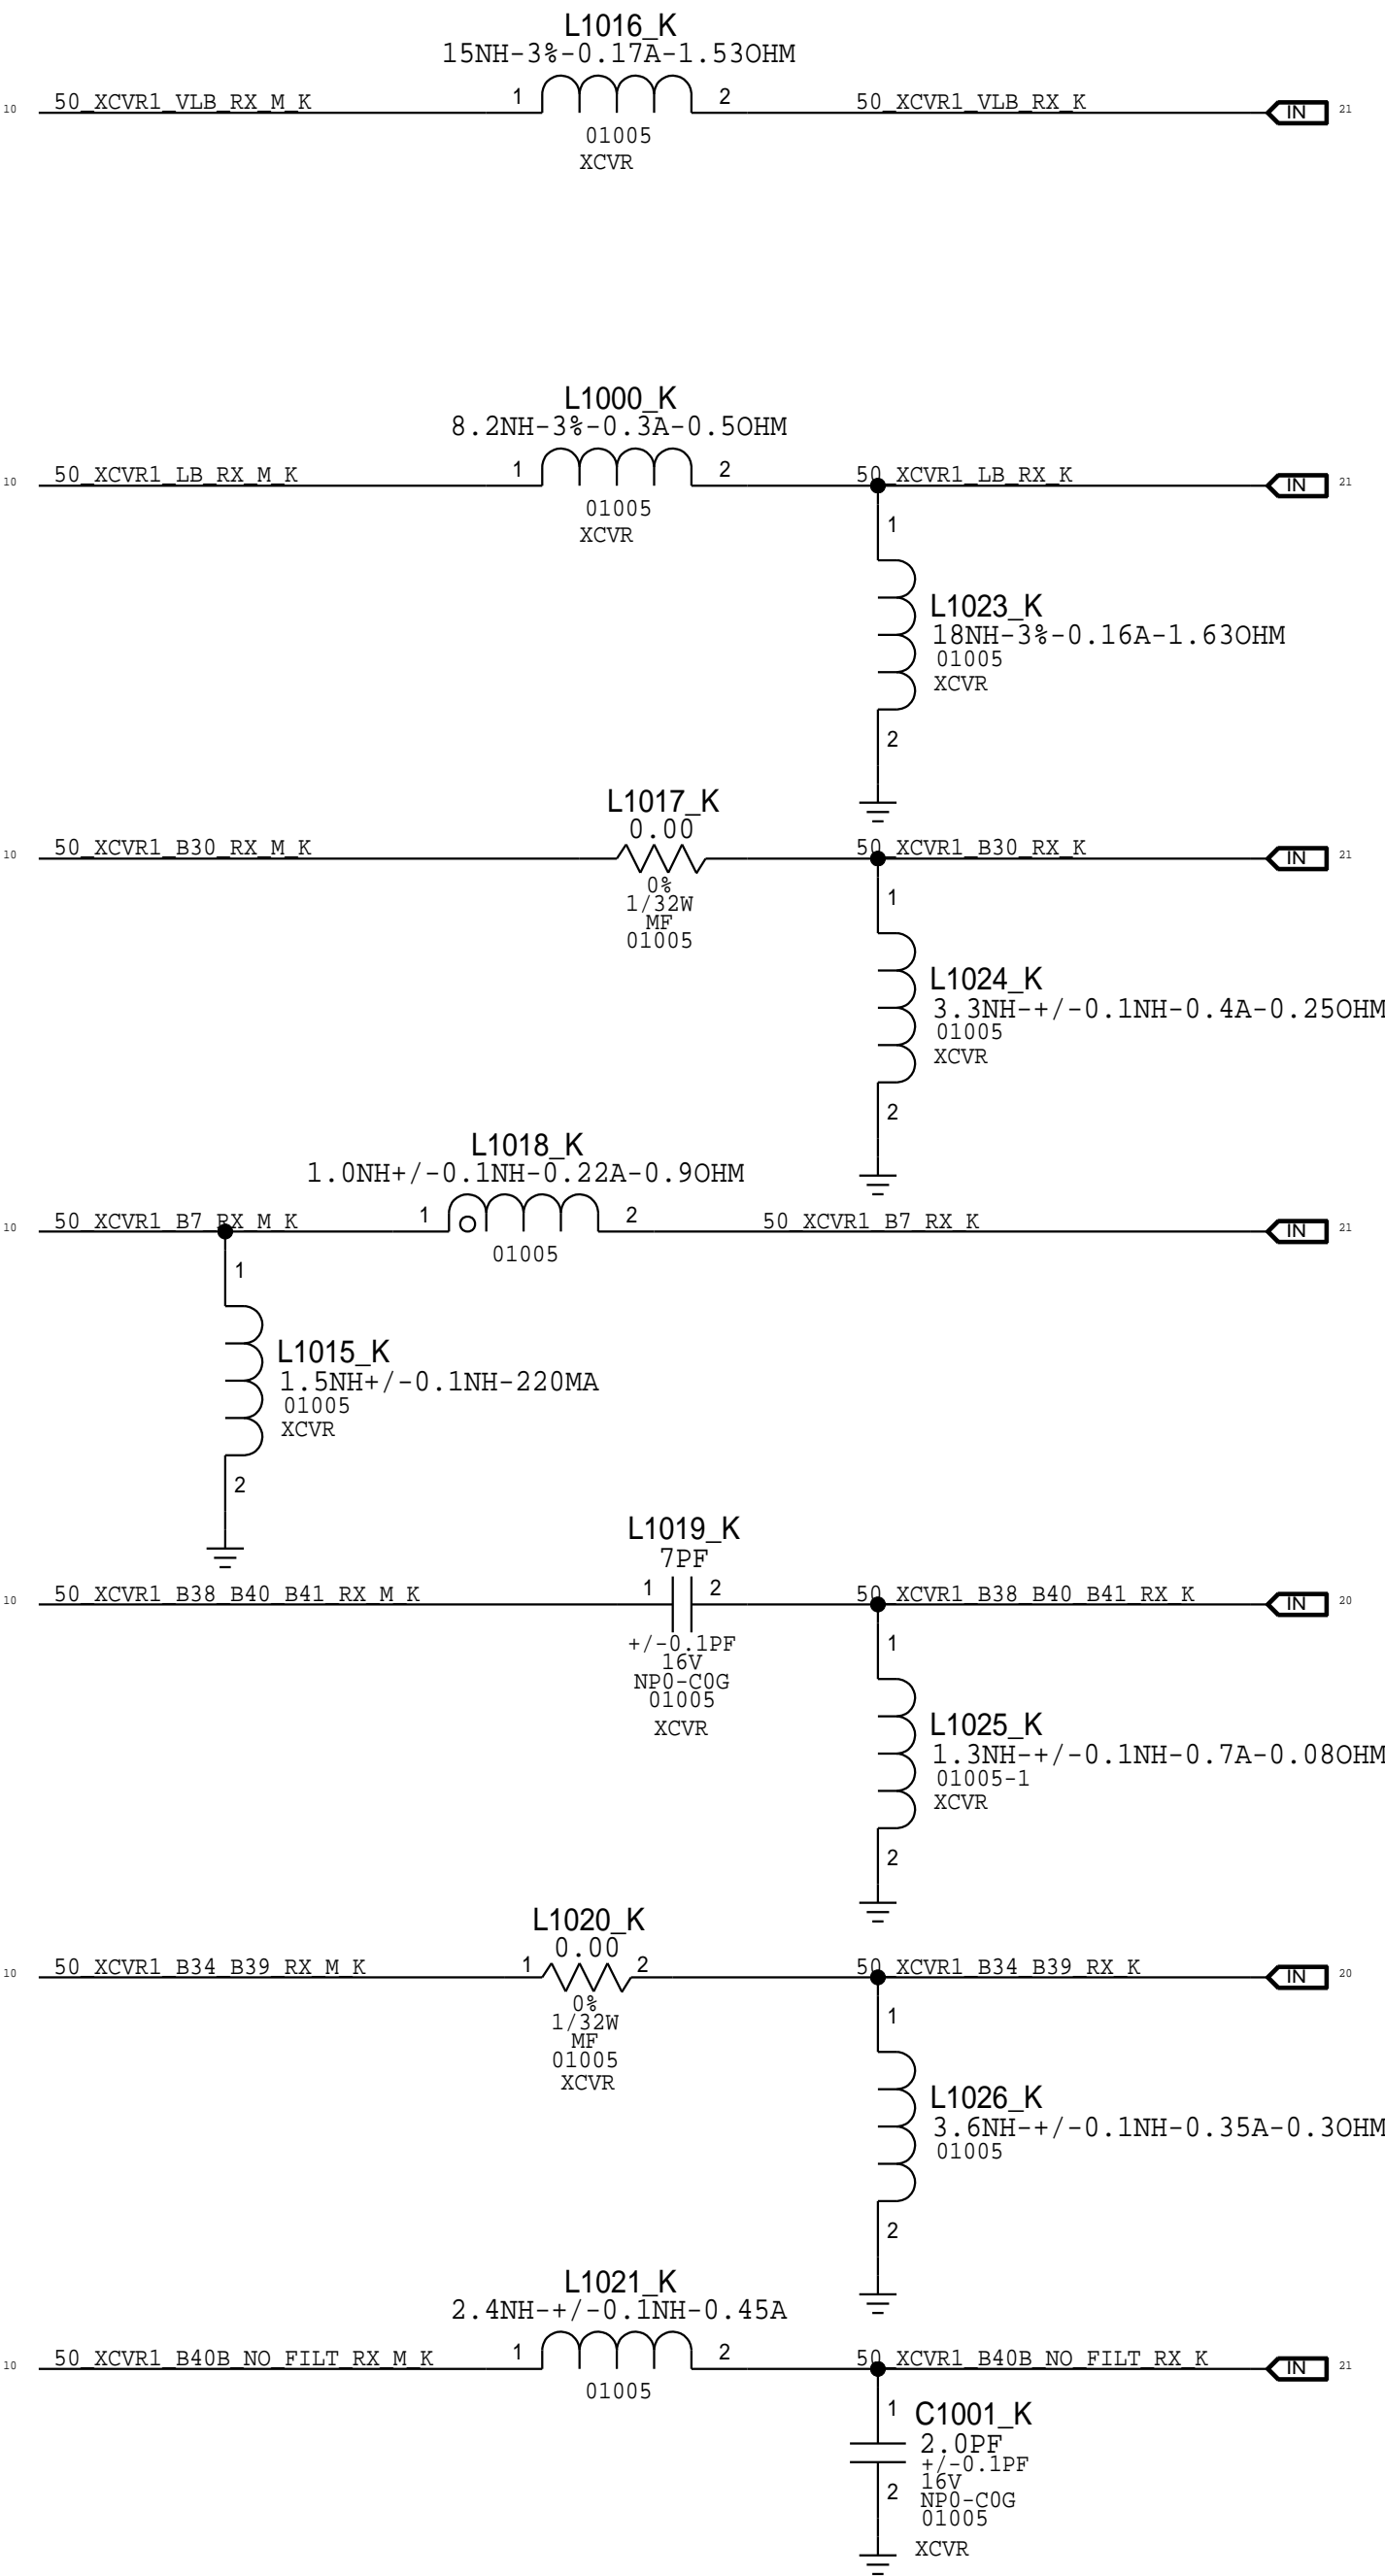 L1016_K
15NH-3%-0.17A-1.53OHM
10 50_XCVR1_VLB_RX_M_K 1 2 50_XCVR1_VLB_RX_K IN 21
01005
XCVR
L1000_K
8.2NH-3%-0.3A-0.5OHM
10 50_XCVR1_LB_RX_M_K 1 2 50_XCVR1_LB_RX_K IN 21
01005
XCVR
1
L1023_K
18NH-3%-0.16A-1.63OHM
01005
XCVR
2
L1017_K
0.00
10 50_XCVR1_B30_RX_M_K 50_XCVR1_B30_RX_K IN 21
0%
1/32W
MF
01005
1
L1024_K
3.3NH-+/-0.1NH-0.4A-0.25OHM
01005
XCVR
2
L1018_K
1.0NH+/-0.1NH-0.22A-0.9OHM
10 50_XCVR1_B7_RX_M_K 1 2 50_XCVR1_B7_RX_K IN 21
01005
1
L1015_K
1.5NH+/-0.1NH-220MA
01005
XCVR
2
L1019_K
7PF
10 50_XCVR1_B38_B40_B41_RX_M_K 1 2 50_XCVR1_B38_B40_B41_RX_K IN 20
+/-0.1PF
16V
NP0-C0G
01005
XCVR
1
L1025_K
1.3NH-+/-0.1NH-0.7A-0.08OHM
01005-1
XCVR
2
L1020_K
0.00
10 50_XCVR1_B34_B39_RX_M_K 1 2 50_XCVR1_B34_B39_RX_K IN 20
0%
1/32W
MF
01005
XCVR
1
L1026_K
3.6NH-+/-0.1NH-0.35A-0.3OHM
01005
2
L1021_K
2.4NH-+/-0.1NH-0.45A
10 50_XCVR1_B40B_NO_FILT_RX_M_K 1 2 50_XCVR1_B40B_NO_FILT_RX_K IN 21
01005
1
C1001_K
2.0PF
+/-0.1PF
16V
2
NP0-C0G
01005
XCVR